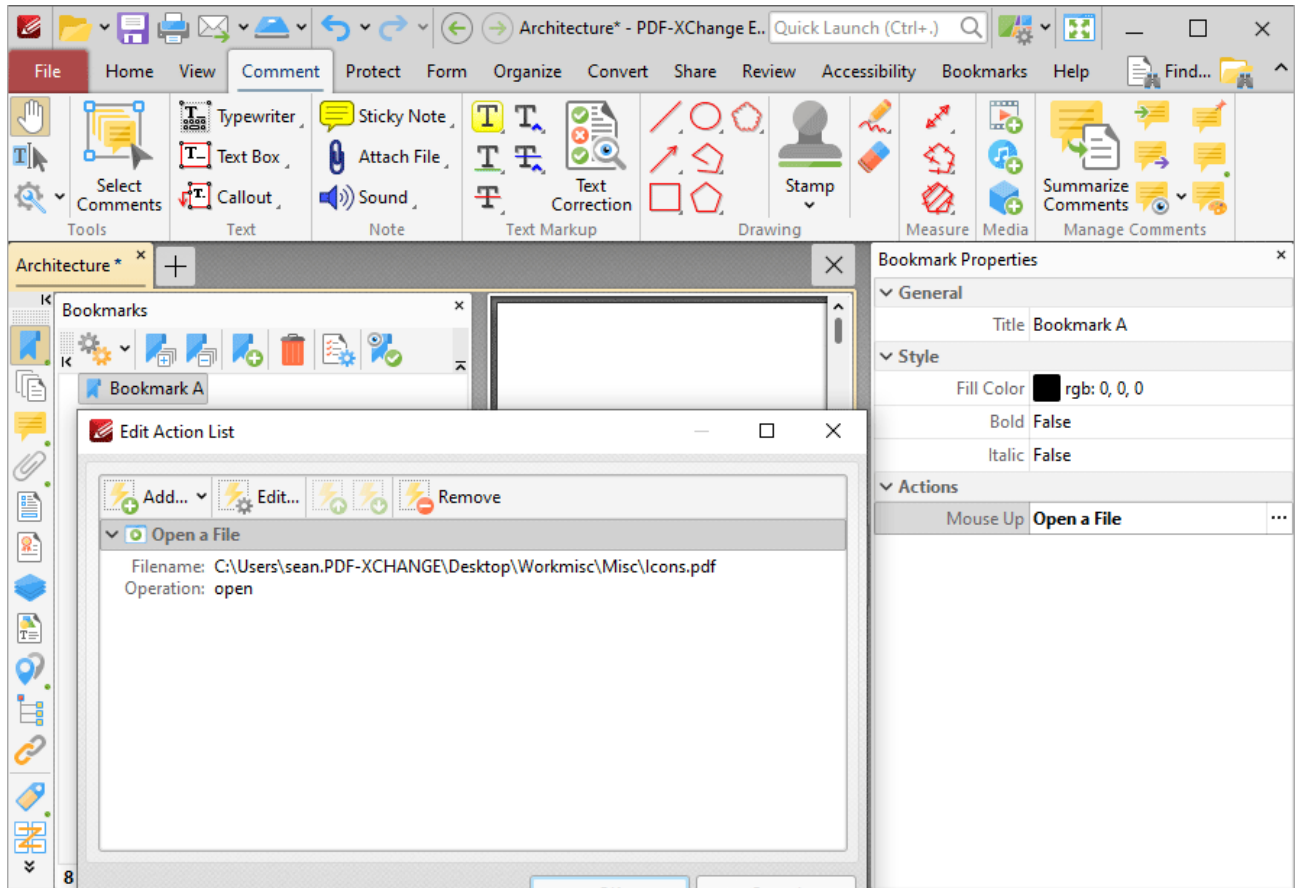 Architecture* - PDF-XChange E.. Quick Launch (Ctrl+.)
File Home View Comment Protect Form Organize Convert Share Review Accessibility Bookmarks Help Find...
Typewriter Sticky Note
Text Box Attach File
Select Comments Callout Sound Text Correction Stamp Summarize Comments
Tools Text Note Text Markup Drawing Measure Media Manage Comments
Architecture * Bookmark Properties
General
Bookmarks
Title Bookmark A
Style
Bookmark A
Fill Color rgb: 0, 0, 0
Bold False
Edit Action List
Italic False
Add... Edit... Remove
Actions
Mouse Up Open a File ...
Open a File
Filename: C:\Users\sean.PDF-XCHANGE\Desktop\Workmisc\Misc\Icons.pdf
Operation: open
8